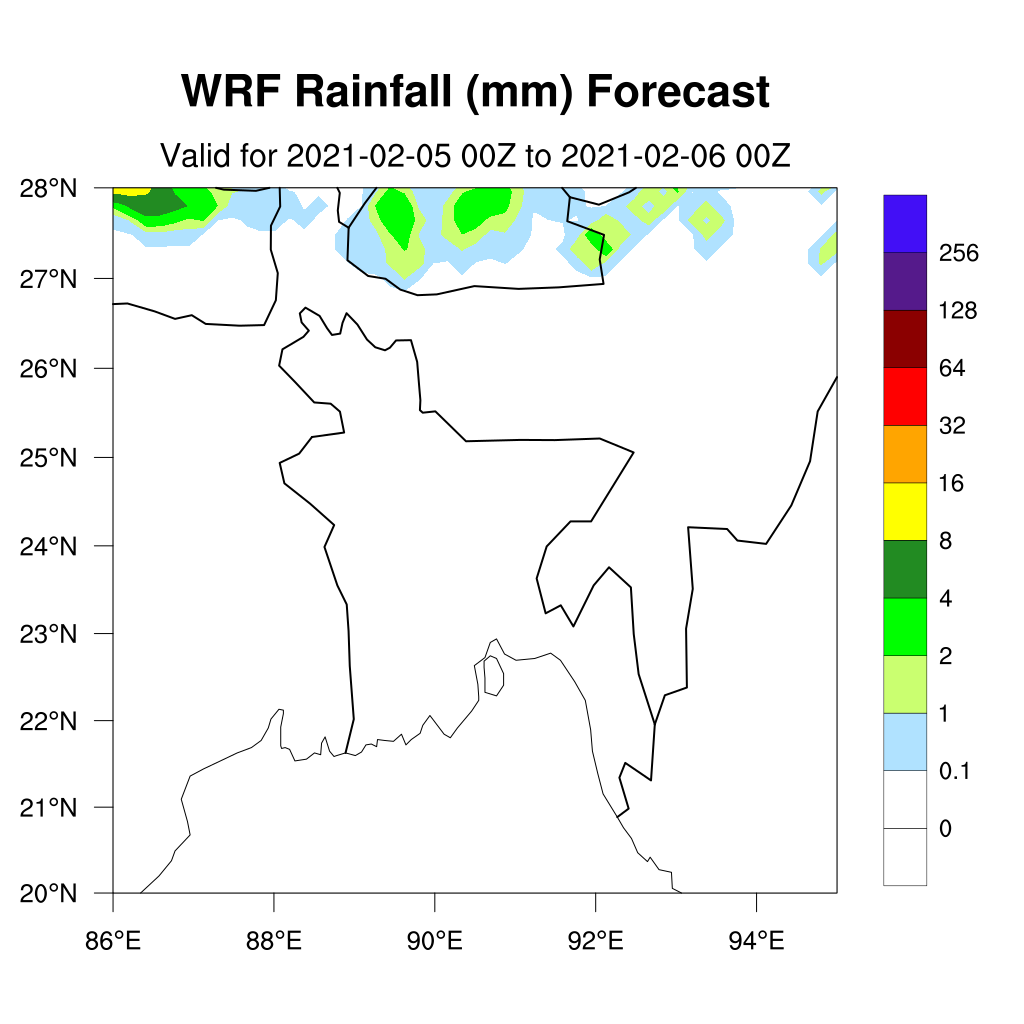 WRF Rainfall (mm) Forecast
Valid for 2021-02-05 00Z to 2021-02-06 00Z
28°N
27°N
26°N
25°N
24°N
23°N
22°N
21°N
20°N
86°E 88°E 90°E 92°E 94°E
256
128
64
32
16
8
4
2
1
0.1
0